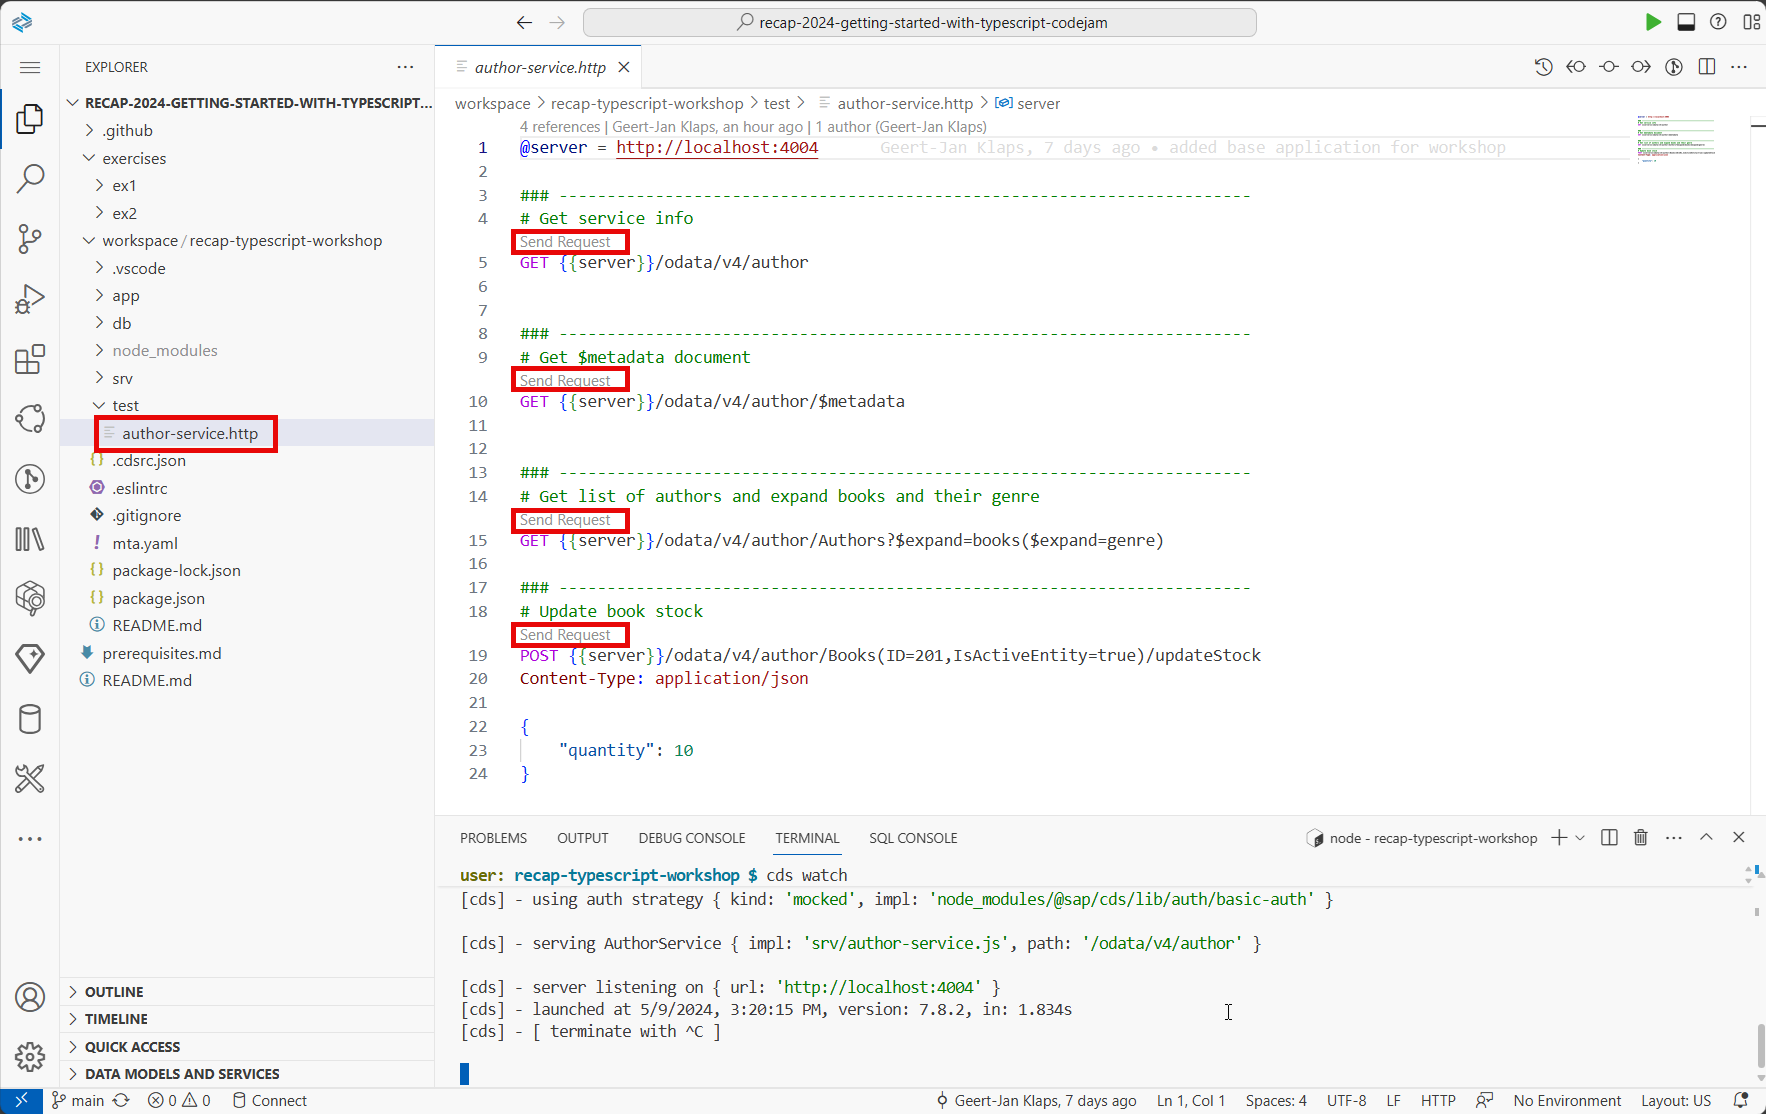 recap-2024-getting-started-with-typescript-codejam
EXPLORER
RECAP-2024-GETTING-STARTED-WITH-TYPESCRIPT...
.github
exercises
ex1
ex2
workspace / recap-typescript-workshop
.vscode
app
db
node_modules
srv
test
author-service.http
.cdsrc.json
.eslintrc
.gitignore
mta.yaml
package-lock.json
package.json
README.md
prerequisites.md
README.md
OUTLINE
TIMELINE
QUICK ACCESS
DATA MODELS AND SERVICES
author-service.http
workspace > recap-typescript-workshop > test > author-service.http > server
4 references | Geert-Jan Klaps, an hour ago | 1 author (Geert-Jan Klaps)
1 @server = http://localhost:4004 Geert-Jan Klaps, 7 days ago • added base application for workshop
2
3 ### ------------------------------------------------------------------------
4 # Get service info
Send Request
5 GET {{server}}/odata/v4/author
6
7
8 ### ------------------------------------------------------------------------
9 # Get $metadata document
Send Request
10 GET {{server}}/odata/v4/author/$metadata
11
12
13 ### ------------------------------------------------------------------------
14 # Get list of authors and expand books and their genre
Send Request
15 GET {{server}}/odata/v4/author/Authors?$expand=books($expand=genre)
16
17 ### ------------------------------------------------------------------------
18 # Update book stock
Send Request
19 POST {{server}}/odata/v4/author/Books(ID=201,IsActiveEntity=true)/updateStock
20 Content-Type: application/json
21
22 {
23 "quantity": 10
24 }
PROBLEMS OUTPUT DEBUG CONSOLE TERMINAL SQL CONSOLE node - recap-typescript-workshop
user: recap-typescript-workshop $ cds watch
[cds] - using auth strategy { kind: 'mocked', impl: 'node_modules/@sap/cds/lib/auth/basic-auth' }
[cds] - serving AuthorService { impl: 'srv/author-service.js', path: '/odata/v4/author' }
[cds] - server listening on { url: 'http://localhost:4004' }
[cds] - launched at 5/9/2024, 3:20:15 PM, version: 7.8.2, in: 1.834s
[cds] - [ terminate with ^C ]
main 0 0 Connect Geert-Jan Klaps, 7 days ago Ln 1, Col 1 Spaces: 4 UTF-8 LF HTTP No Environment Layout: US